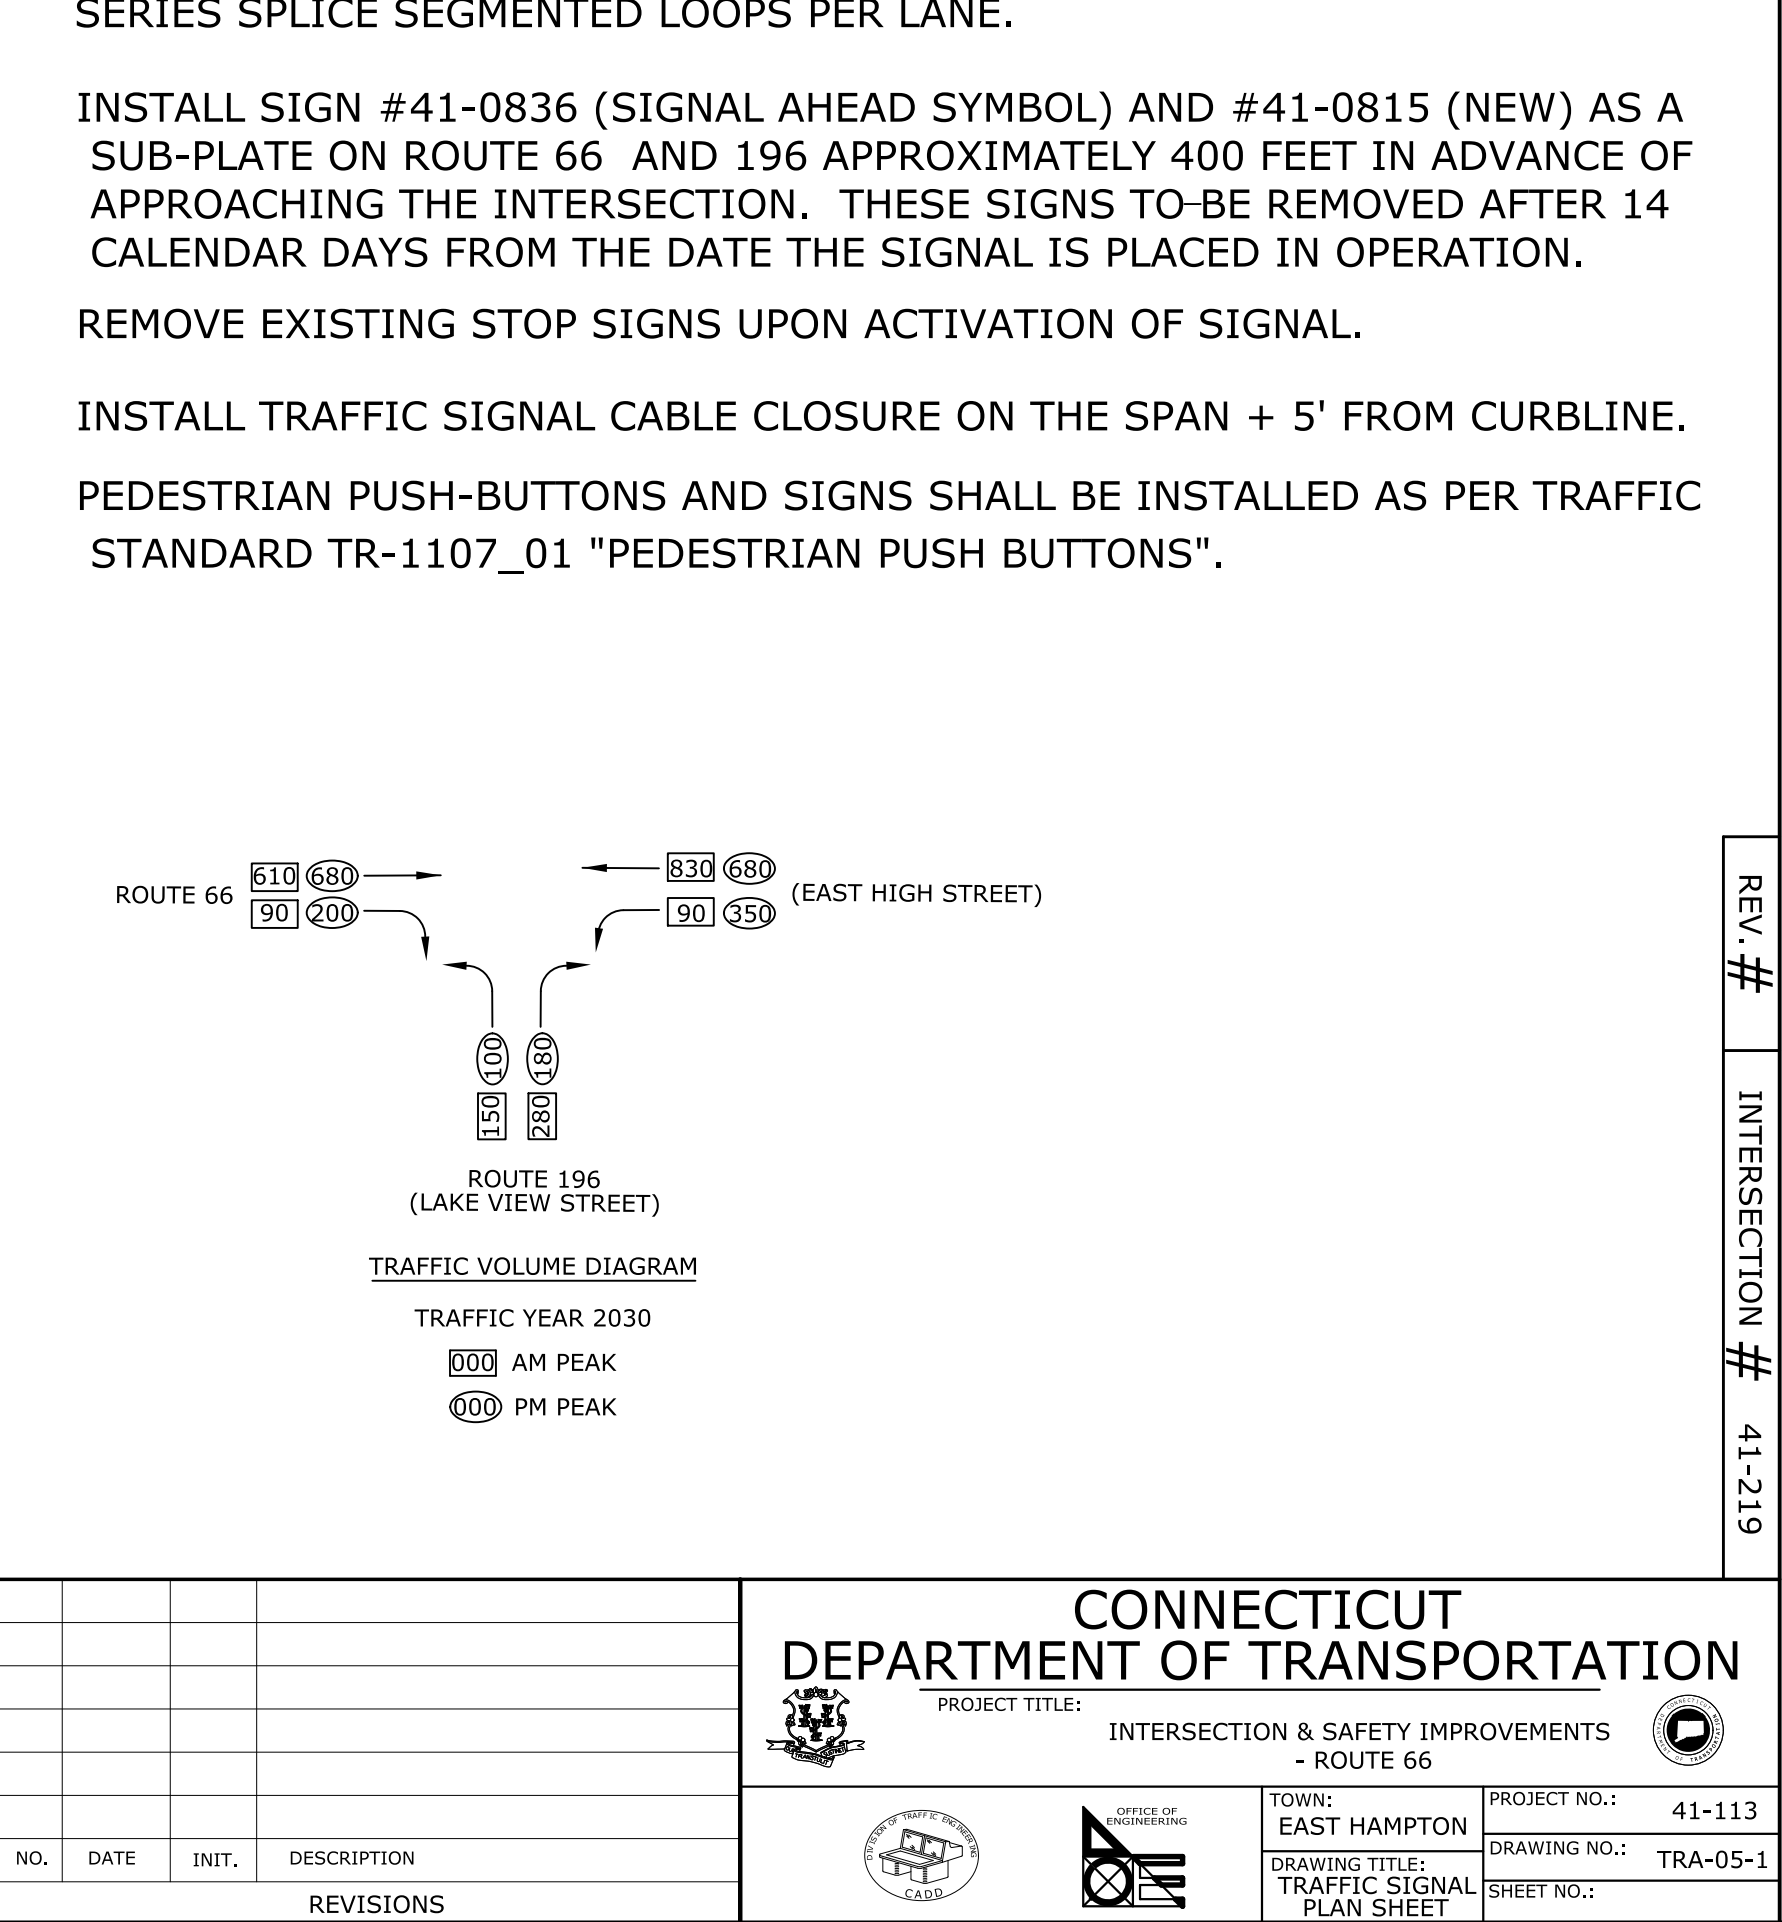 SERIES SPLICE SEGMENTED LOOPS PER LANE.
INSTALL SIGN #41-0836 (SIGNAL AHEAD SYMBOL) AND #41-0815 (NEW) AS A
SUB-PLATE ON ROUTE 66 AND 196 APPROXIMATELY 400 FEET IN ADVANCE OF
APPROACHING THE INTERSECTION. THESE SIGNS TO BE REMOVED AFTER 14
CALENDAR DAYS FROM THE DATE THE SIGNAL IS PLACED IN OPERATION.
REMOVE EXISTING STOP SIGNS UPON ACTIVATION OF SIGNAL.
INSTALL TRAFFIC SIGNAL CABLE CLOSURE ON THE SPAN + 5' FROM CURBLINE.
PEDESTRIAN PUSH-BUTTONS AND SIGNS SHALL BE INSTALLED AS PER TRAFFIC
STANDARD TR-1107_01 "PEDESTRIAN PUSH BUTTONS".
ROUTE 66
610 680
90 200
830 680
90 350
(EAST HIGH STREET)
100 180
150 280
ROUTE 196
(LAKE VIEW STREET)
TRAFFIC VOLUME DIAGRAM
TRAFFIC YEAR 2030
000 AM PEAK
000 PM PEAK
REV. #
INTERSECTION # 41-219
NO. DATE INIT. DESCRIPTION
REVISIONS
CONNECTICUT
DEPARTMENT OF TRANSPORTATION
PROJECT TITLE:
INTERSECTION & SAFETY IMPROVEMENTS
- ROUTE 66
CONNECTICUT DEPARTMENT OF TRANSPORTATION
DIVISION OF TRAFFIC ENGINEERING
CADD
OFFICE OF
ENGINEERING
TOWN:
EAST HAMPTON
DRAWING TITLE:
TRAFFIC SIGNAL
PLAN SHEET
PROJECT NO.: 41-113
DRAWING NO.: TRA-05-1
SHEET NO.: